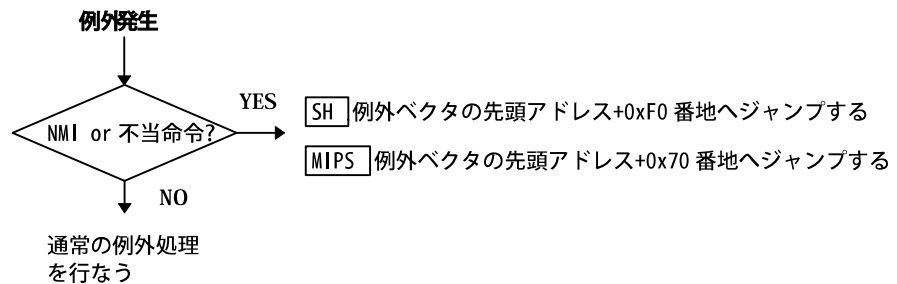 例外発生
NMI or 不当命令?
YES
SH 例外ベクタの先頭アドレス+0xF0 番地へジャンプする
MIPS 例外ベクタの先頭アドレス+0x70 番地へジャンプする
NO
通常の例外処理
を行なう